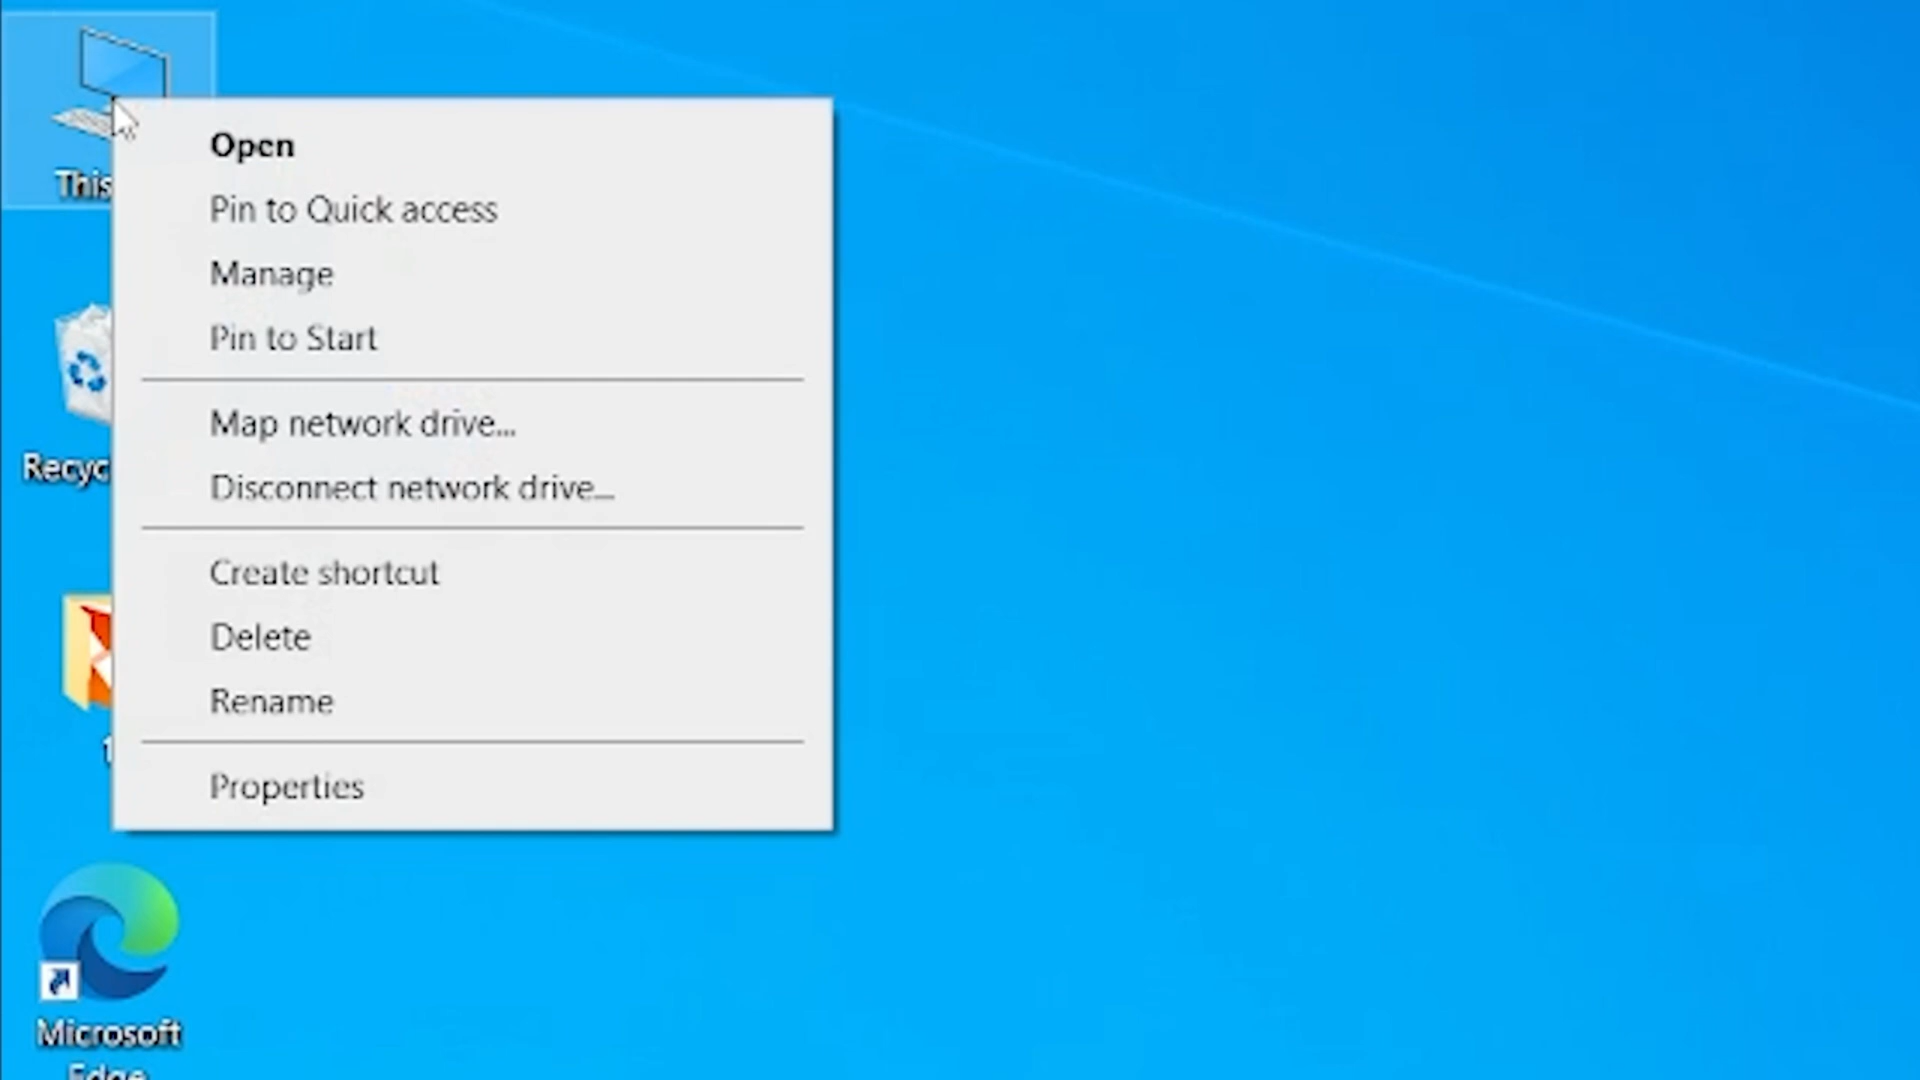 This
Open
Pin to Quick access
Manage
Pin to Start
Map network drive...
Disconnect network drive...
Create shortcut
Delete
Rename
Properties
Recyc
Microsoft
Edge